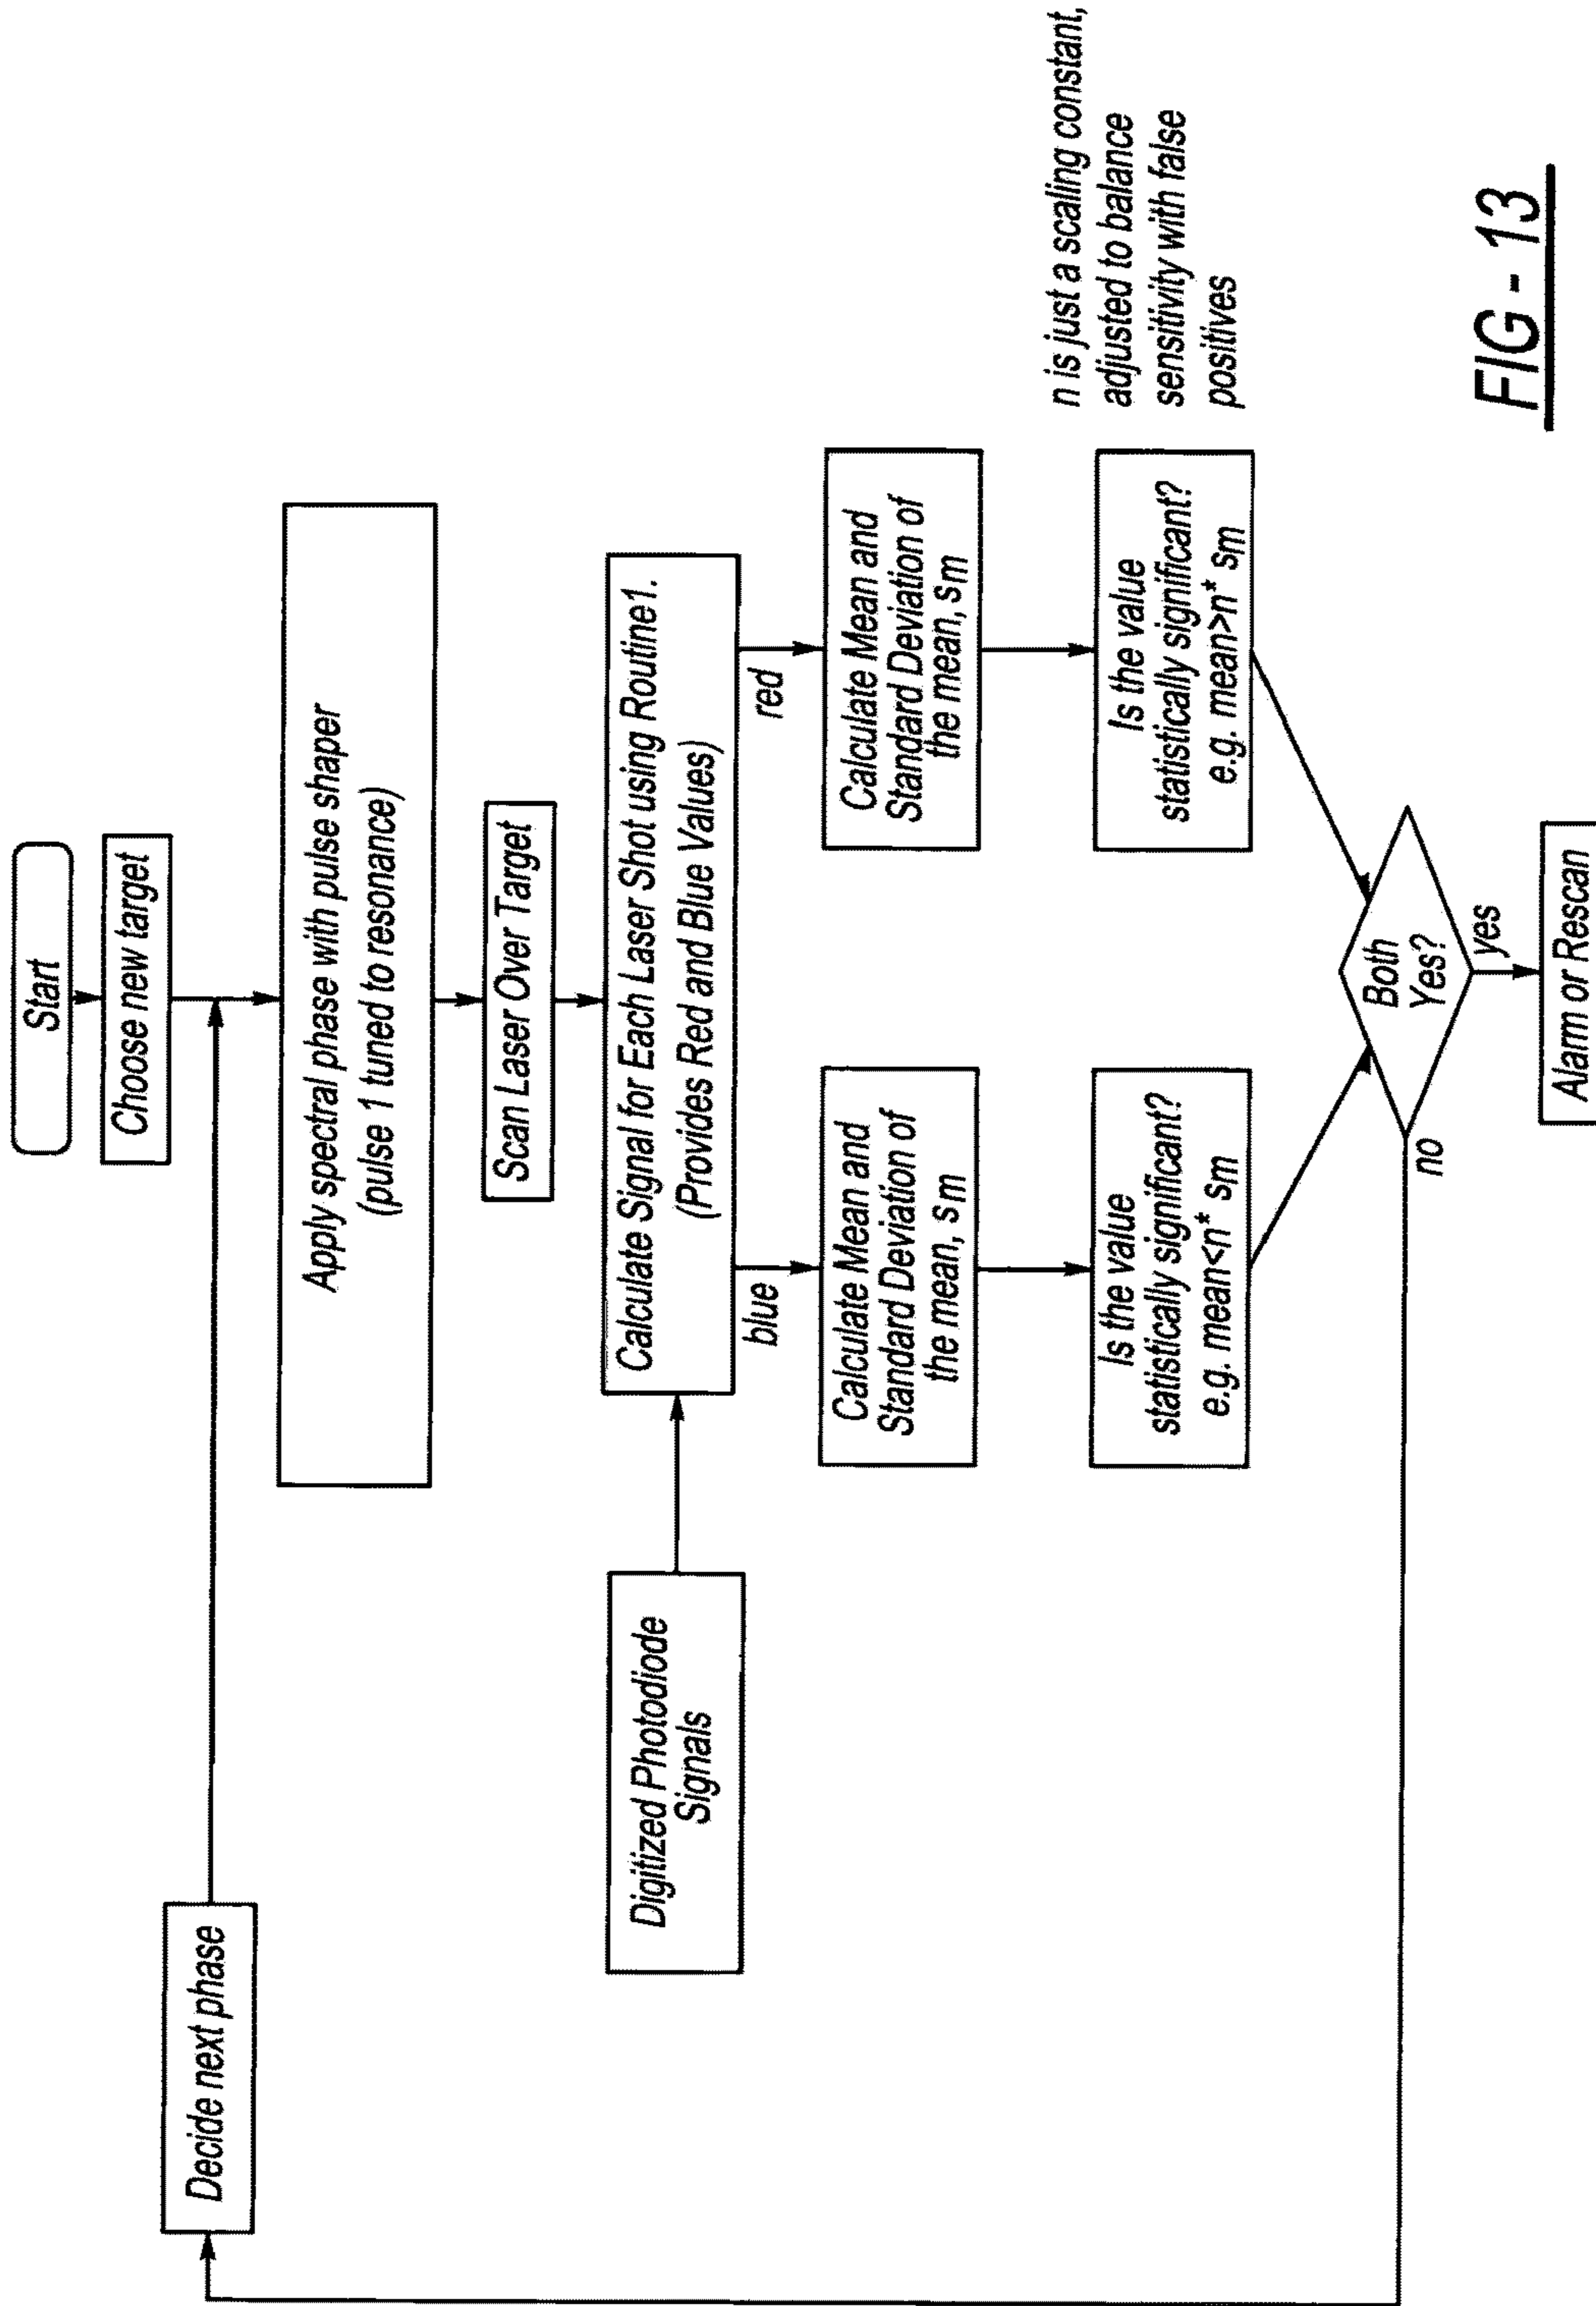 Start
Choose new target
Decide next phase
Apply spectral phase with pulse shaper
(pulse 1 tuned to resonance)
Scan Laser Over Target
Digitized Photodiode
Signals
Calculate Signal for Each Laser Shot using Routine1.
(Provides Red and Blue Values)
blue
red
Calculate Mean and
Standard Deviation of
the mean, sm
Calculate Mean and
Standard Deviation of
the mean, sm
Is the value
statistically significant?
e.g. mean<n* sm
Is the value
statistically significant?
e.g. mean>n* sm
n is just a scaling constant,
adjusted to balance
sensitivity with false
positives
Both
Yes?
no
yes
Alarm or Rescan
FIG - 13